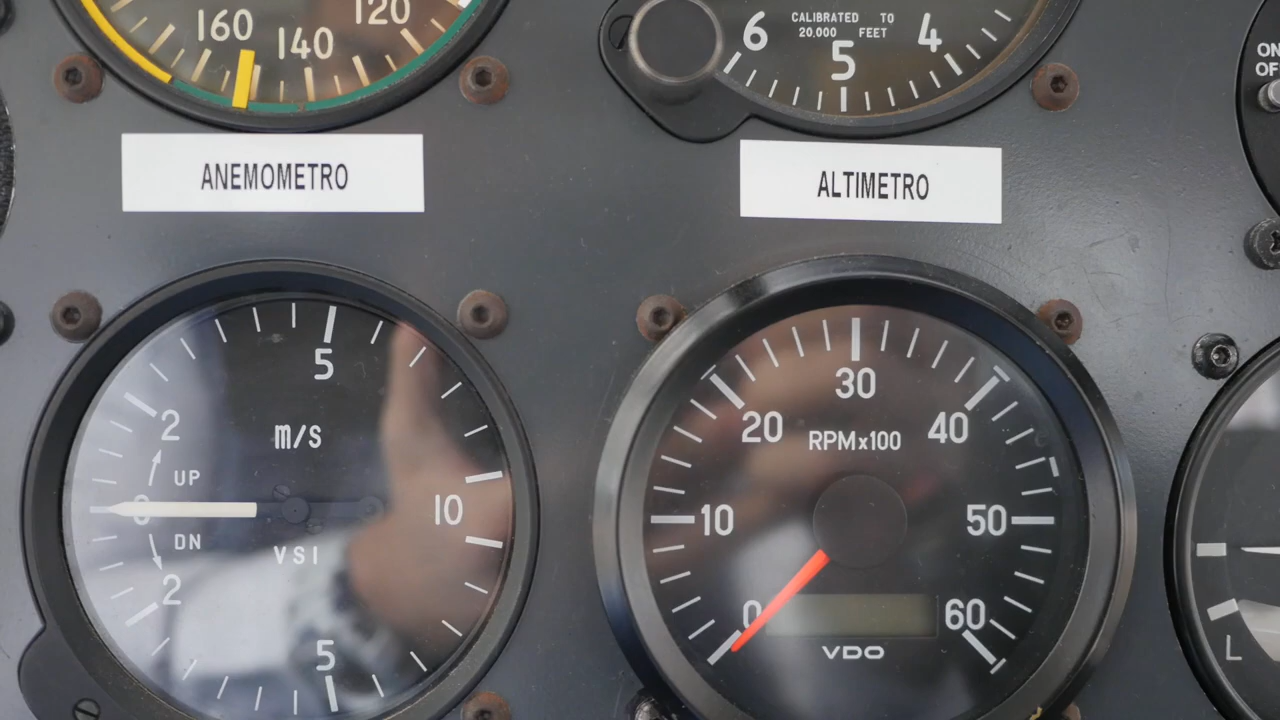 160
140
120
6
CALIBRATED TO
20.000 FEET
5
4
ANEMOMETRO
ALTIMETRO
5
2
m/s
UP
0
10
DN
VSI
2
5
30
20
40
RPMx100
10
50
0
60
VDO
L